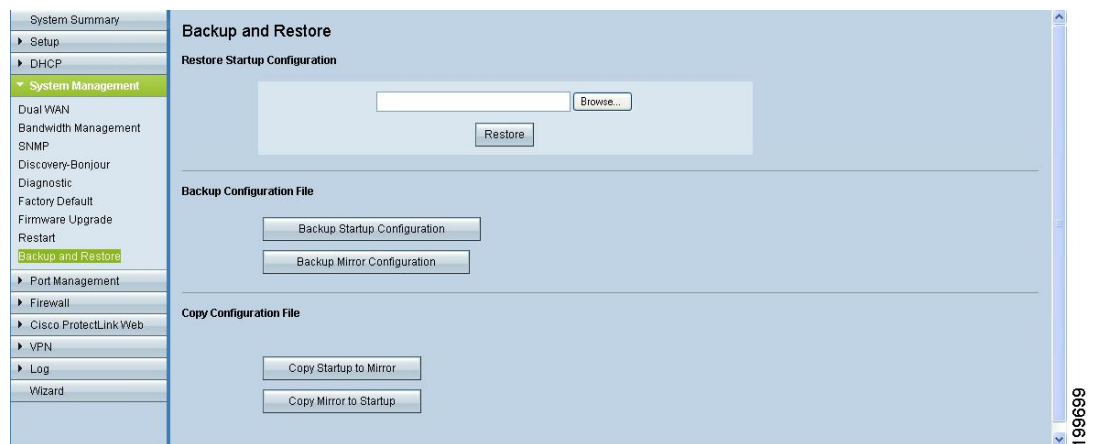 System Summary
Setup
DHCP
System Management
Dual WAN
Bandwidth Management
SNMP
Discovery-Bonjour
Diagnostic
Factory Default
Firmware Upgrade
Restart
Backup and Restore
Port Management
Firewall
Cisco ProtectLink Web
VPN
Log
Wizard
Backup and Restore
Restore Startup Configuration
Browse...
Restore
Backup Configuration File
Backup Startup Configuration
Backup Mirror Configuration
Copy Configuration File
Copy Startup to Mirror
Copy Mirror to Startup
199699